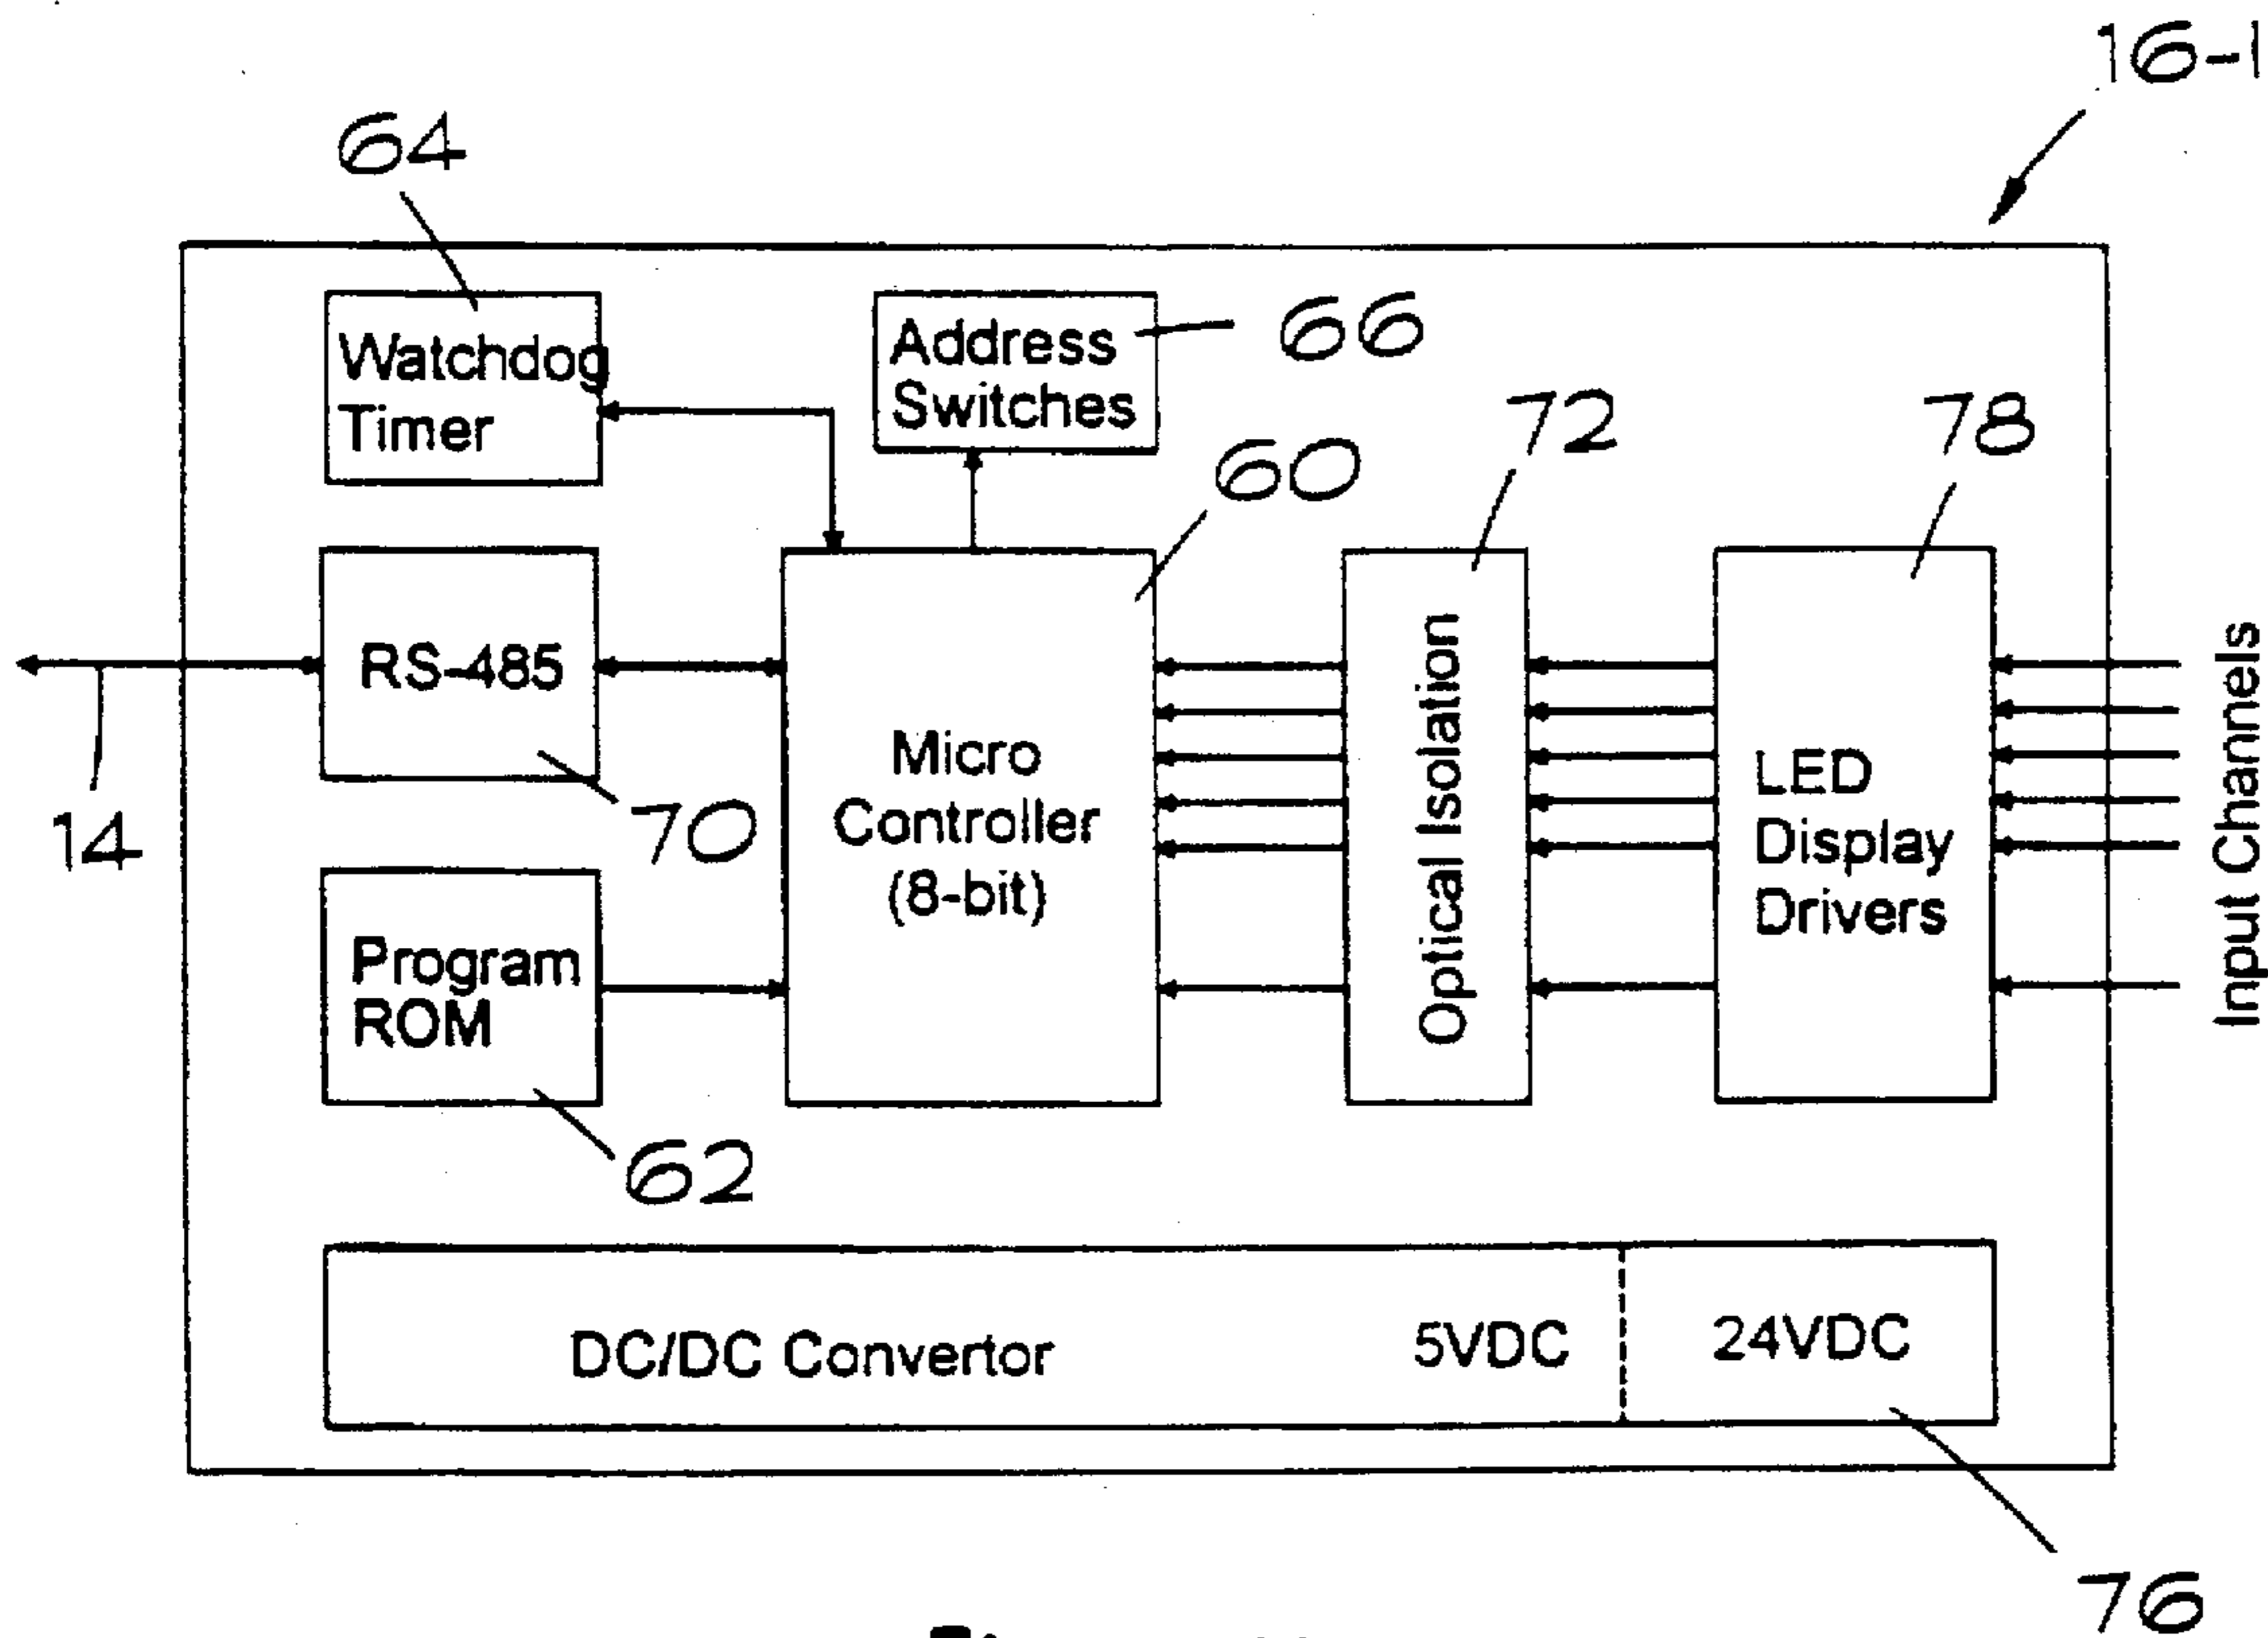 16-1
64
Watchdog
Timer
Address
Switches
66
60
72
78
RS-485
14
70
Micro
Controller
(8-bit)
Optical Isolation
LED
Display
Drivers
Input Channels
Program
ROM
62
DC/DC Convertor
5VDC
24VDC
76